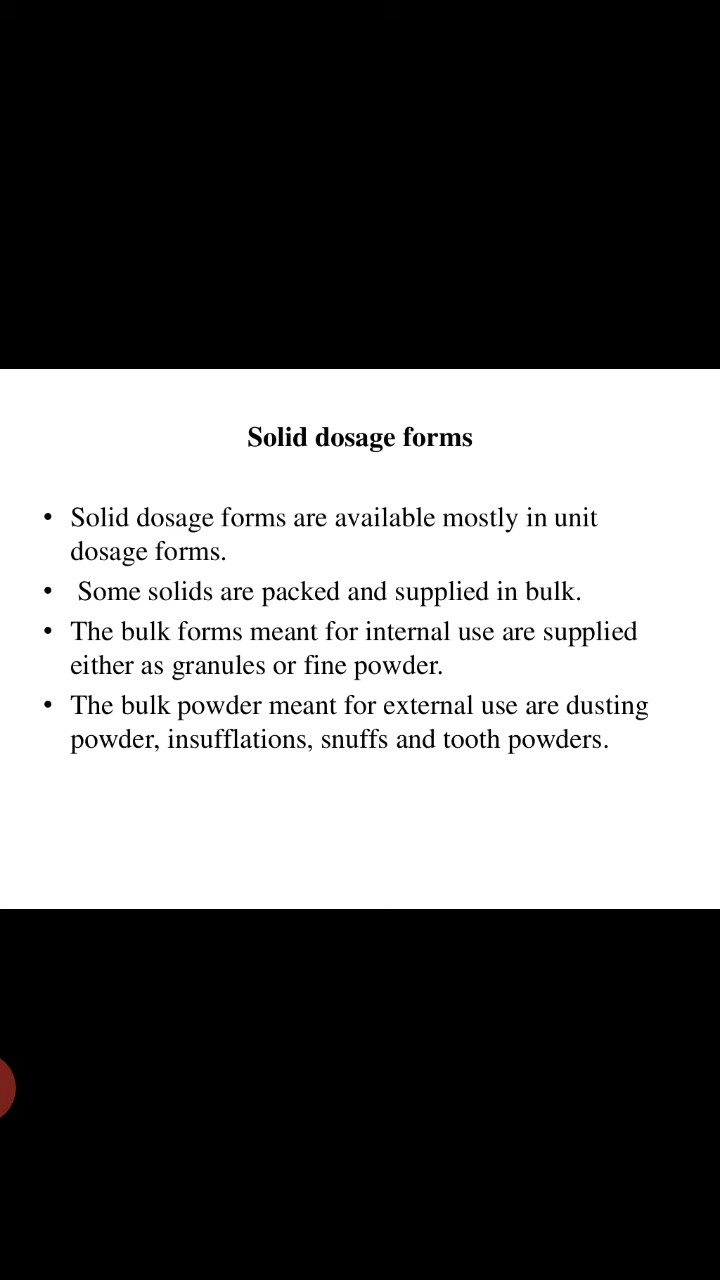 Solid dosage forms
• Solid dosage forms are available mostly in unit
dosage forms.
• Some solids are packed and supplied in bulk.
• The bulk forms meant for internal use are supplied
either as granules or fine powder.
• The bulk powder meant for external use are dusting
powder, insufflations, snuffs and tooth powders.